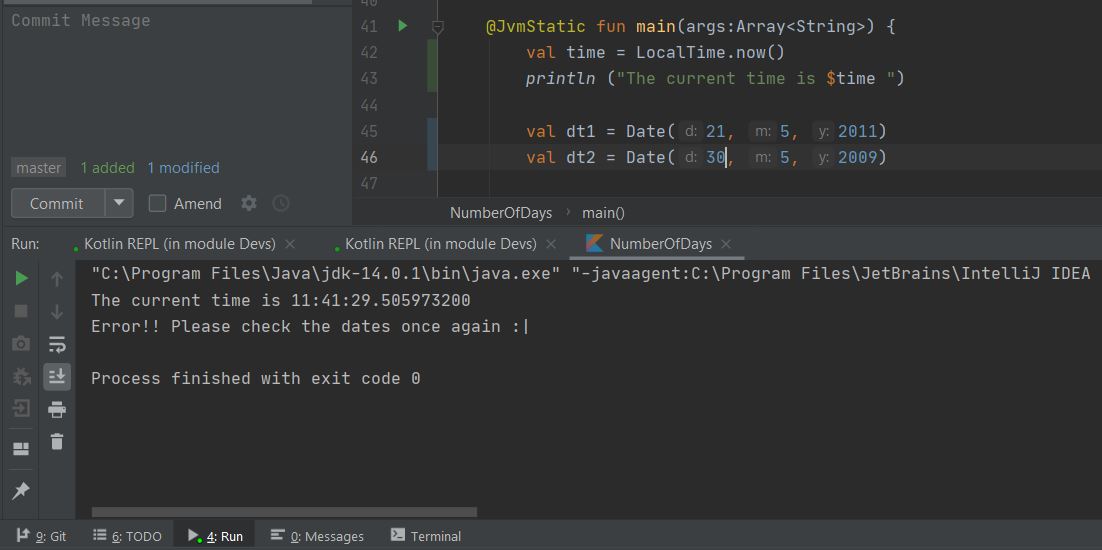 Commit Message
master 1 added 1 modified
Commit Amend
40
41 @JvmStatic fun main(args:Array<String>) {
42 val time = LocalTime.now()
43 println ("The current time is $time ")
44
45 val dt1 = Date( d: 21, m: 5, y: 2011)
46 val dt2 = Date( d: 30, m: 5, y: 2009)
47
NumberOfDays › main()
Run: Kotlin REPL (in module Devs) × Kotlin REPL (in module Devs) × NumberOfDays ×
"C:\Program Files\Java\jdk-14.0.1\bin\java.exe" "-javaagent:C:\Program Files\JetBrains\IntelliJ IDEA
The current time is 11:41:29.505973200
Error!! Please check the dates once again :|
Process finished with exit code 0
9: Git 6: TODO 4: Run 0: Messages Terminal